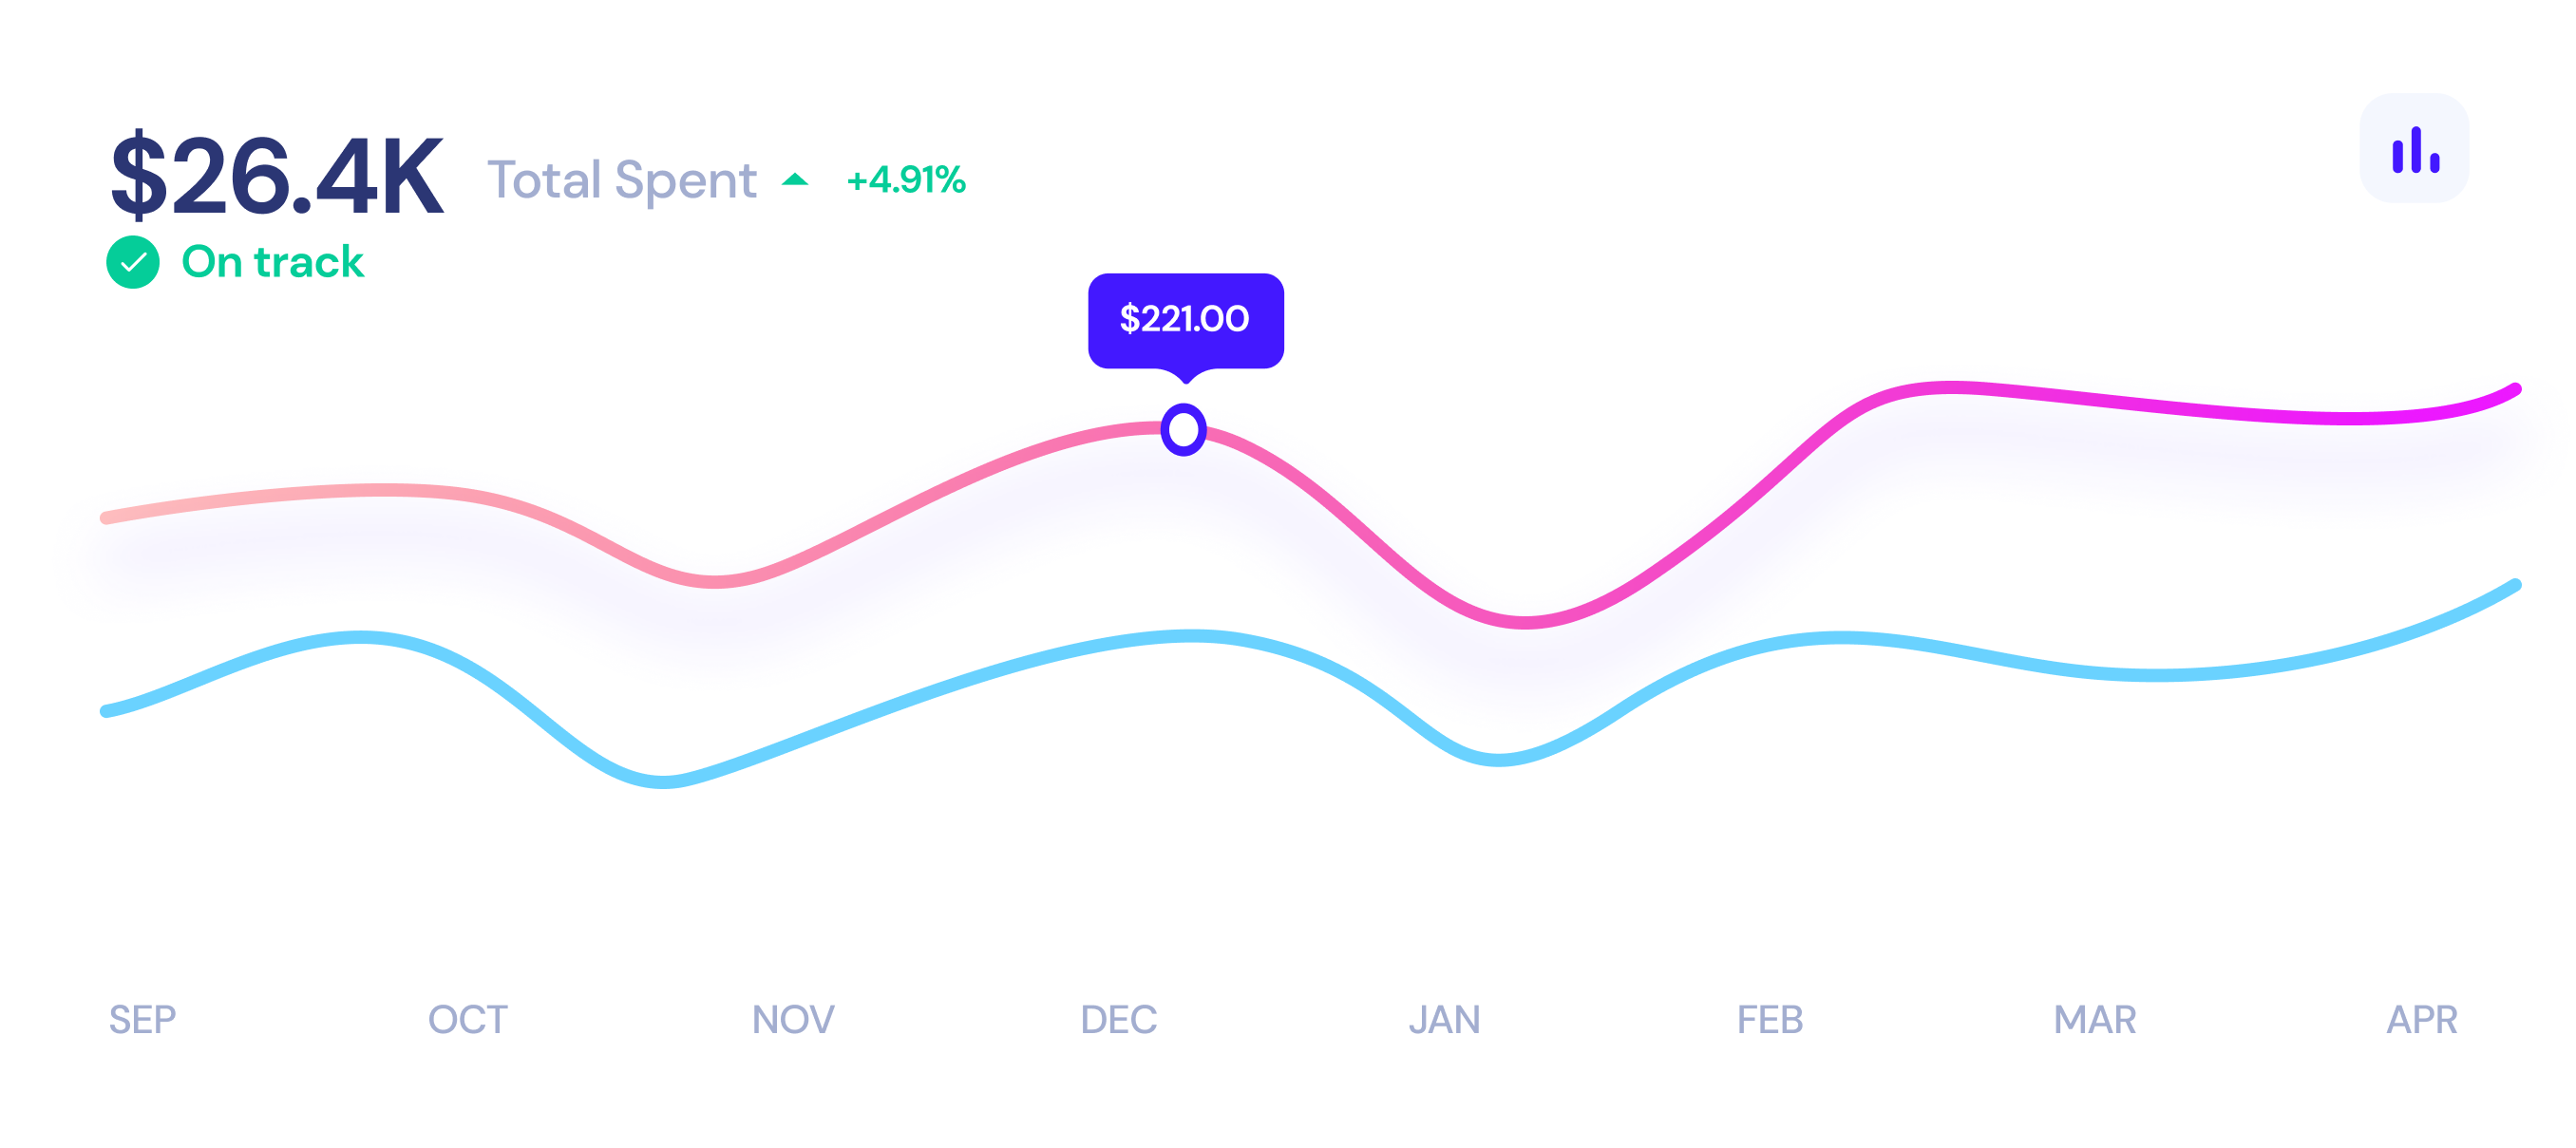 $26.4K Total Spent +4.91%
On track
$221.00
SEP OCT NOV DEC JAN FEB MAR APR